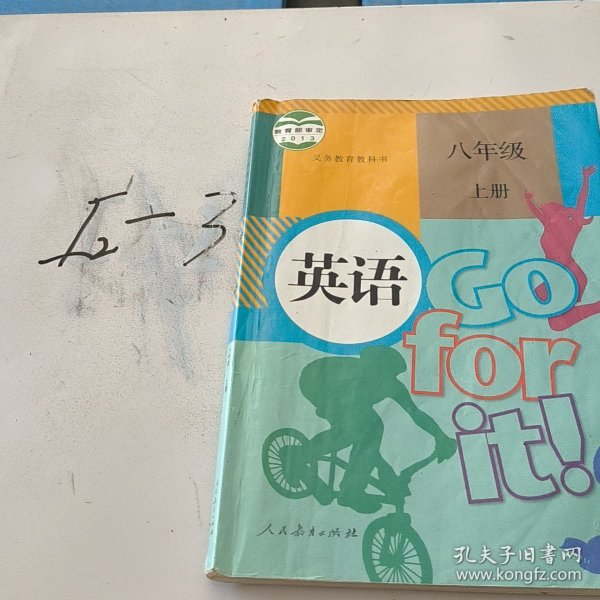 教育部审定
2013
义务教育教科书
八年级
上册
英语
Go
for
it!
人民教育出版社
左一3
孔夫子旧书网
www.kongfz.com